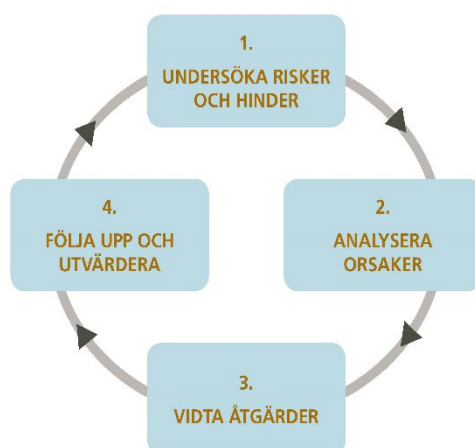 1.
UNDERSÖKA RISKER
OCH HINDER
2.
ANALYSERA
ORSAKER
3.
VIDTA ÅTGÄRDER
4.
FÖLJA UPP OCH
UTVÄRDERA